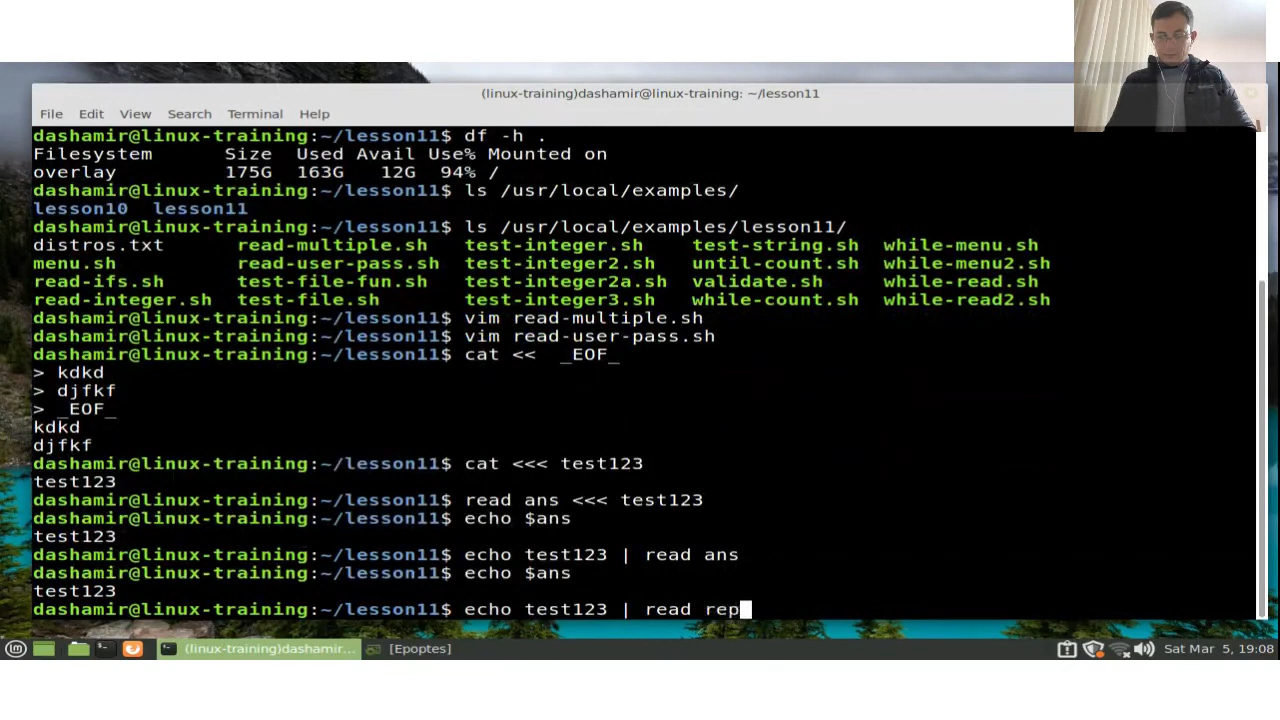 (linux-training)dashamir@linux-training: ~/lesson11
File Edit View Search Terminal Help
dashamir@linux-training:~/lesson11$ df -h .
Filesystem      Size  Used Avail Use% Mounted on
overlay         175G  163G   12G  94% /
dashamir@linux-training:~/lesson11$ ls /usr/local/examples/
lesson10  lesson11
dashamir@linux-training:~/lesson11$ ls /usr/local/examples/lesson11/
distros.txt      read-multiple.sh   test-integer.sh    test-string.sh  while-menu.sh
menu.sh          read-user-pass.sh  test-integer2.sh   until-count.sh  while-menu2.sh
read-ifs.sh      test-file-fun.sh   test-integer2a.sh  validate.sh     while-read.sh
read-integer.sh  test-file.sh       test-integer3.sh   while-count.sh  while-read2.sh
dashamir@linux-training:~/lesson11$ vim read-multiple.sh
dashamir@linux-training:~/lesson11$ vim read-user-pass.sh
dashamir@linux-training:~/lesson11$ cat <<  _EOF_
> kdkd
> djfkf
> _EOF_
kdkd
djfkf
dashamir@linux-training:~/lesson11$ cat <<< test123
test123
dashamir@linux-training:~/lesson11$ read ans <<< test123
dashamir@linux-training:~/lesson11$ echo $ans
test123
dashamir@linux-training:~/lesson11$ echo test123 | read ans
dashamir@linux-training:~/lesson11$ echo $ans
test123
dashamir@linux-training:~/lesson11$ echo test123 | read rep
(linux-training)dashamir... [Epoptes] Sat Mar 5, 19:08